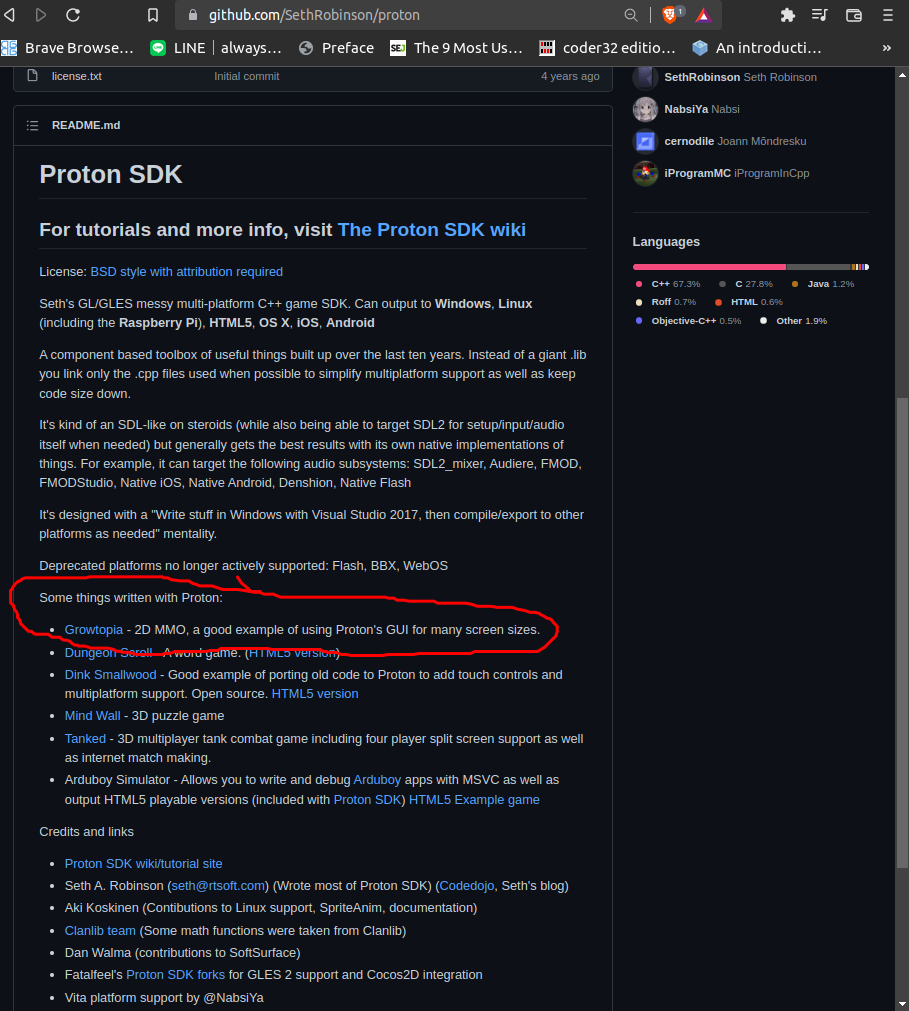 github.com/SethRobinson/proton
1
Brave Browse... LINE | always... Preface SEJ The 9 Most Us... coder32 editio... An introducti... »
license.txt Initial commit 4 years ago
README.md
Proton SDK
For tutorials and more info, visit The Proton SDK wiki
License: BSD style with attribution required
Seth's GL/GLES messy multi-platform C++ game SDK. Can output to Windows, Linux
(including the Raspberry Pi), HTML5, OS X, iOS, Android
A component based toolbox of useful things built up over the last ten years. Instead of a giant .lib
you link only the .cpp files used when possible to simplify multiplatform support as well as keep
code size down.
It's kind of an SDL-like on steroids (while also being able to target SDL2 for setup/input/audio
itself when needed) but generally gets the best results with its own native implementations of
things. For example, it can target the following audio subsystems: SDL2_mixer, Audiere, FMOD,
FMODStudio, Native iOS, Native Android, Denshion, Native Flash
It's designed with a "Write stuff in Windows with Visual Studio 2017, then compile/export to other
platforms as needed" mentality.
Deprecated platforms no longer actively supported: Flash, BBX, WebOS
Some things written with Proton:
• Growtopia - 2D MMO, a good example of using Proton's GUI for many screen sizes.
• Dungeon Scroll - A word game. (HTML5 version)
• Dink Smallwood - Good example of porting old code to Proton to add touch controls and
multiplatform support. Open source. HTML5 version
• Mind Wall - 3D puzzle game
• Tanked - 3D multiplayer tank combat game including four player split screen support as well
as internet match making.
• Arduboy Simulator - Allows you to write and debug Arduboy apps with MSVC as well as
output HTML5 playable versions (included with Proton SDK) HTML5 Example game
Credits and links
• Proton SDK wiki/tutorial site
• Seth A. Robinson (seth@rtsoft.com) (Wrote most of Proton SDK) (Codedojo, Seth's blog)
• Aki Koskinen (Contibutions to Linux support, SpriteAnim, documentation)
• Clanlib team (Some math functions were taken from Clanlib)
• Dan Walma (contributions to SoftSurface)
• Fatalfeel's Proton SDK forks for GLES 2 support and Cocos2D integration
• Vita platform support by @NabsiYa
SethRobinson Seth Robinson
NabsiYa Nabsi
cernodile Joann Mõndresku
iProgramMC iProgramInCpp
Languages
C++ 67.3% C 27.8% Java 1.2%
Roff 0.7% HTML 0.6%
Objective-C++ 0.5% Other 1.9%